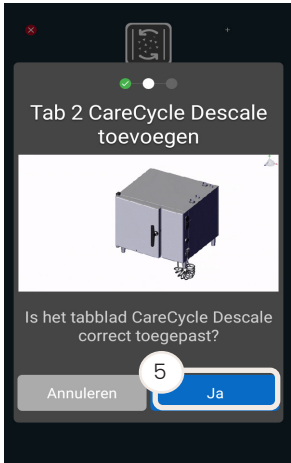 Tab 2 CareCycle Descale
toevoegen
Is het tabblad CareCycle Descale
correct toegepast?
5
Annuleren
Ja